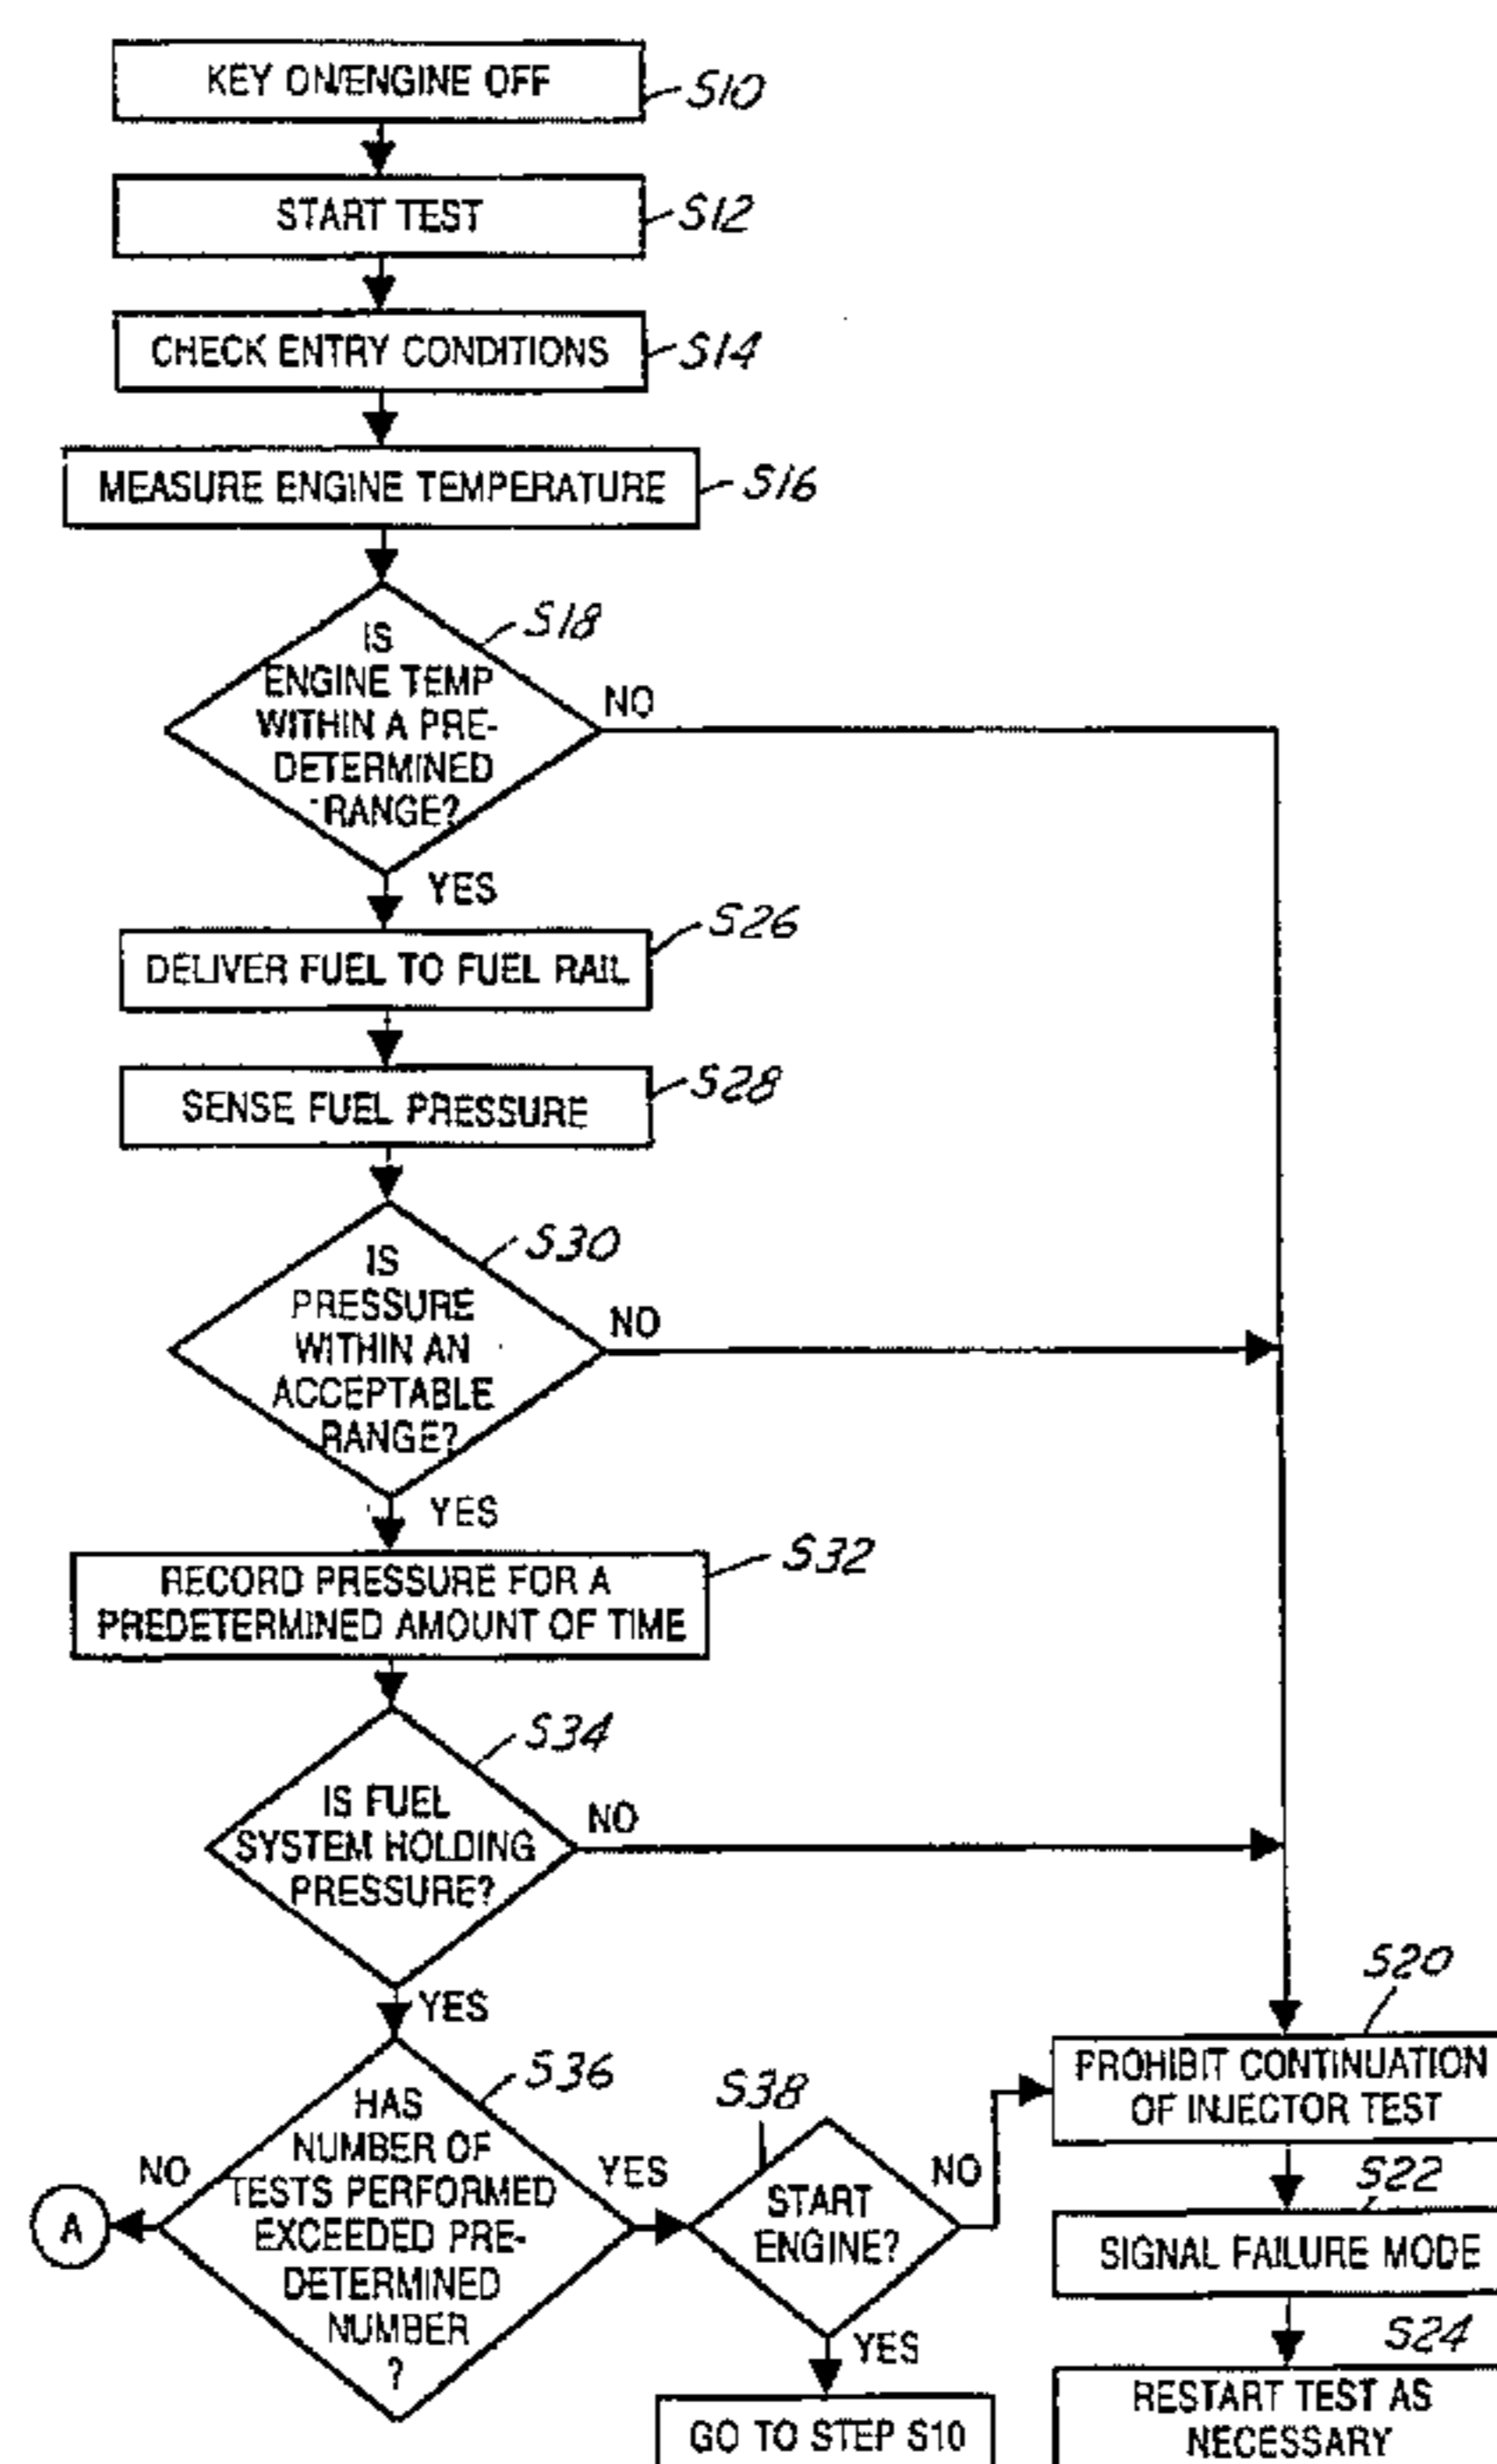 KEY ON/ENGINE OFF
S10
START TEST
S12
CHECK ENTRY CONDITIONS
S14
MEASURE ENGINE TEMPERATURE
S16
S18
IS
ENGINE TEMP
WITHIN A PRE-
DETERMINED
RANGE?
NO
YES
S26
DELIVER FUEL TO FUEL RAIL
S28
SENSE FUEL PRESSURE
S30
IS
PRESSURE
WITHIN AN
ACCEPTABLE
RANGE?
NO
YES
S32
RECORD PRESSURE FOR A
PREDETERMINED AMOUNT OF TIME
S34
IS FUEL
SYSTEM HOLDING
PRESSURE?
NO
YES
S36
HAS
NUMBER OF
TESTS PERFORMED
EXCEEDED PRE-
DETERMINED
NUMBER
?
NO
A
YES
S38
START
ENGINE?
NO
YES
GO TO STEP S10
S20
PROHIBIT CONTINUATION
OF INJECTOR TEST
S22
SIGNAL FAILURE MODE
S24
RESTART TEST AS
NECESSARY